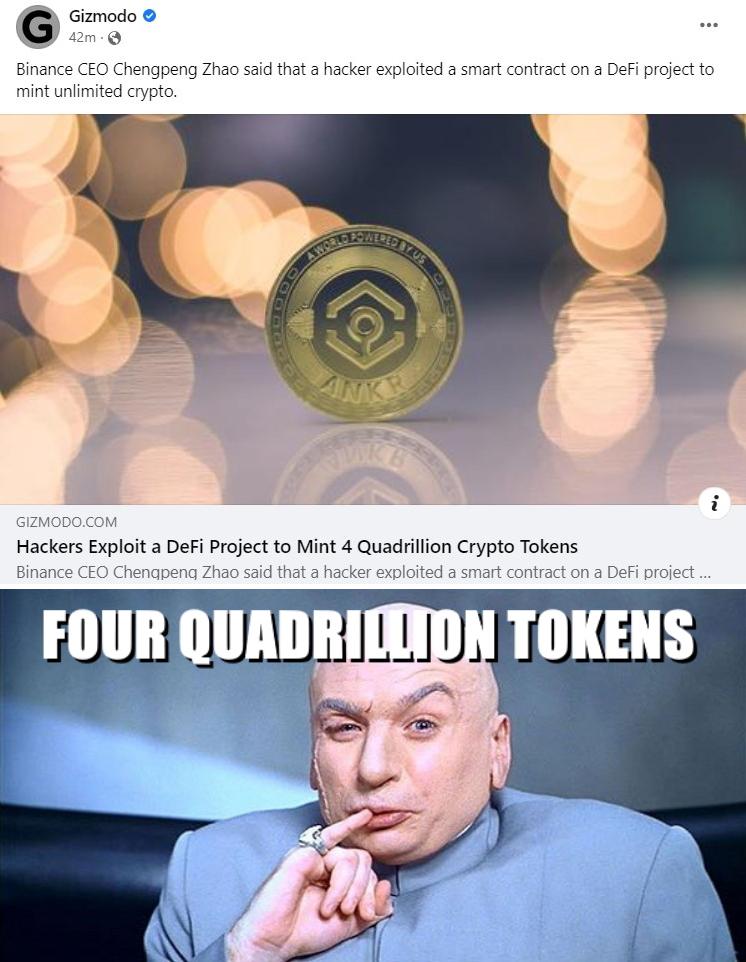 Gizmodo
42m ·
Binance CEO Chengpeng Zhao said that a hacker exploited a smart contract on a DeFi project to
mint unlimited crypto.
A WORLD POWERED BY US
ANKR
GIZMODO.COM
Hackers Exploit a DeFi Project to Mint 4 Quadrillion Crypto Tokens
Binance CEO Chengpeng Zhao said that a hacker exploited a smart contract on a DeFi project ...
FOUR QUADRILLION TOKENS